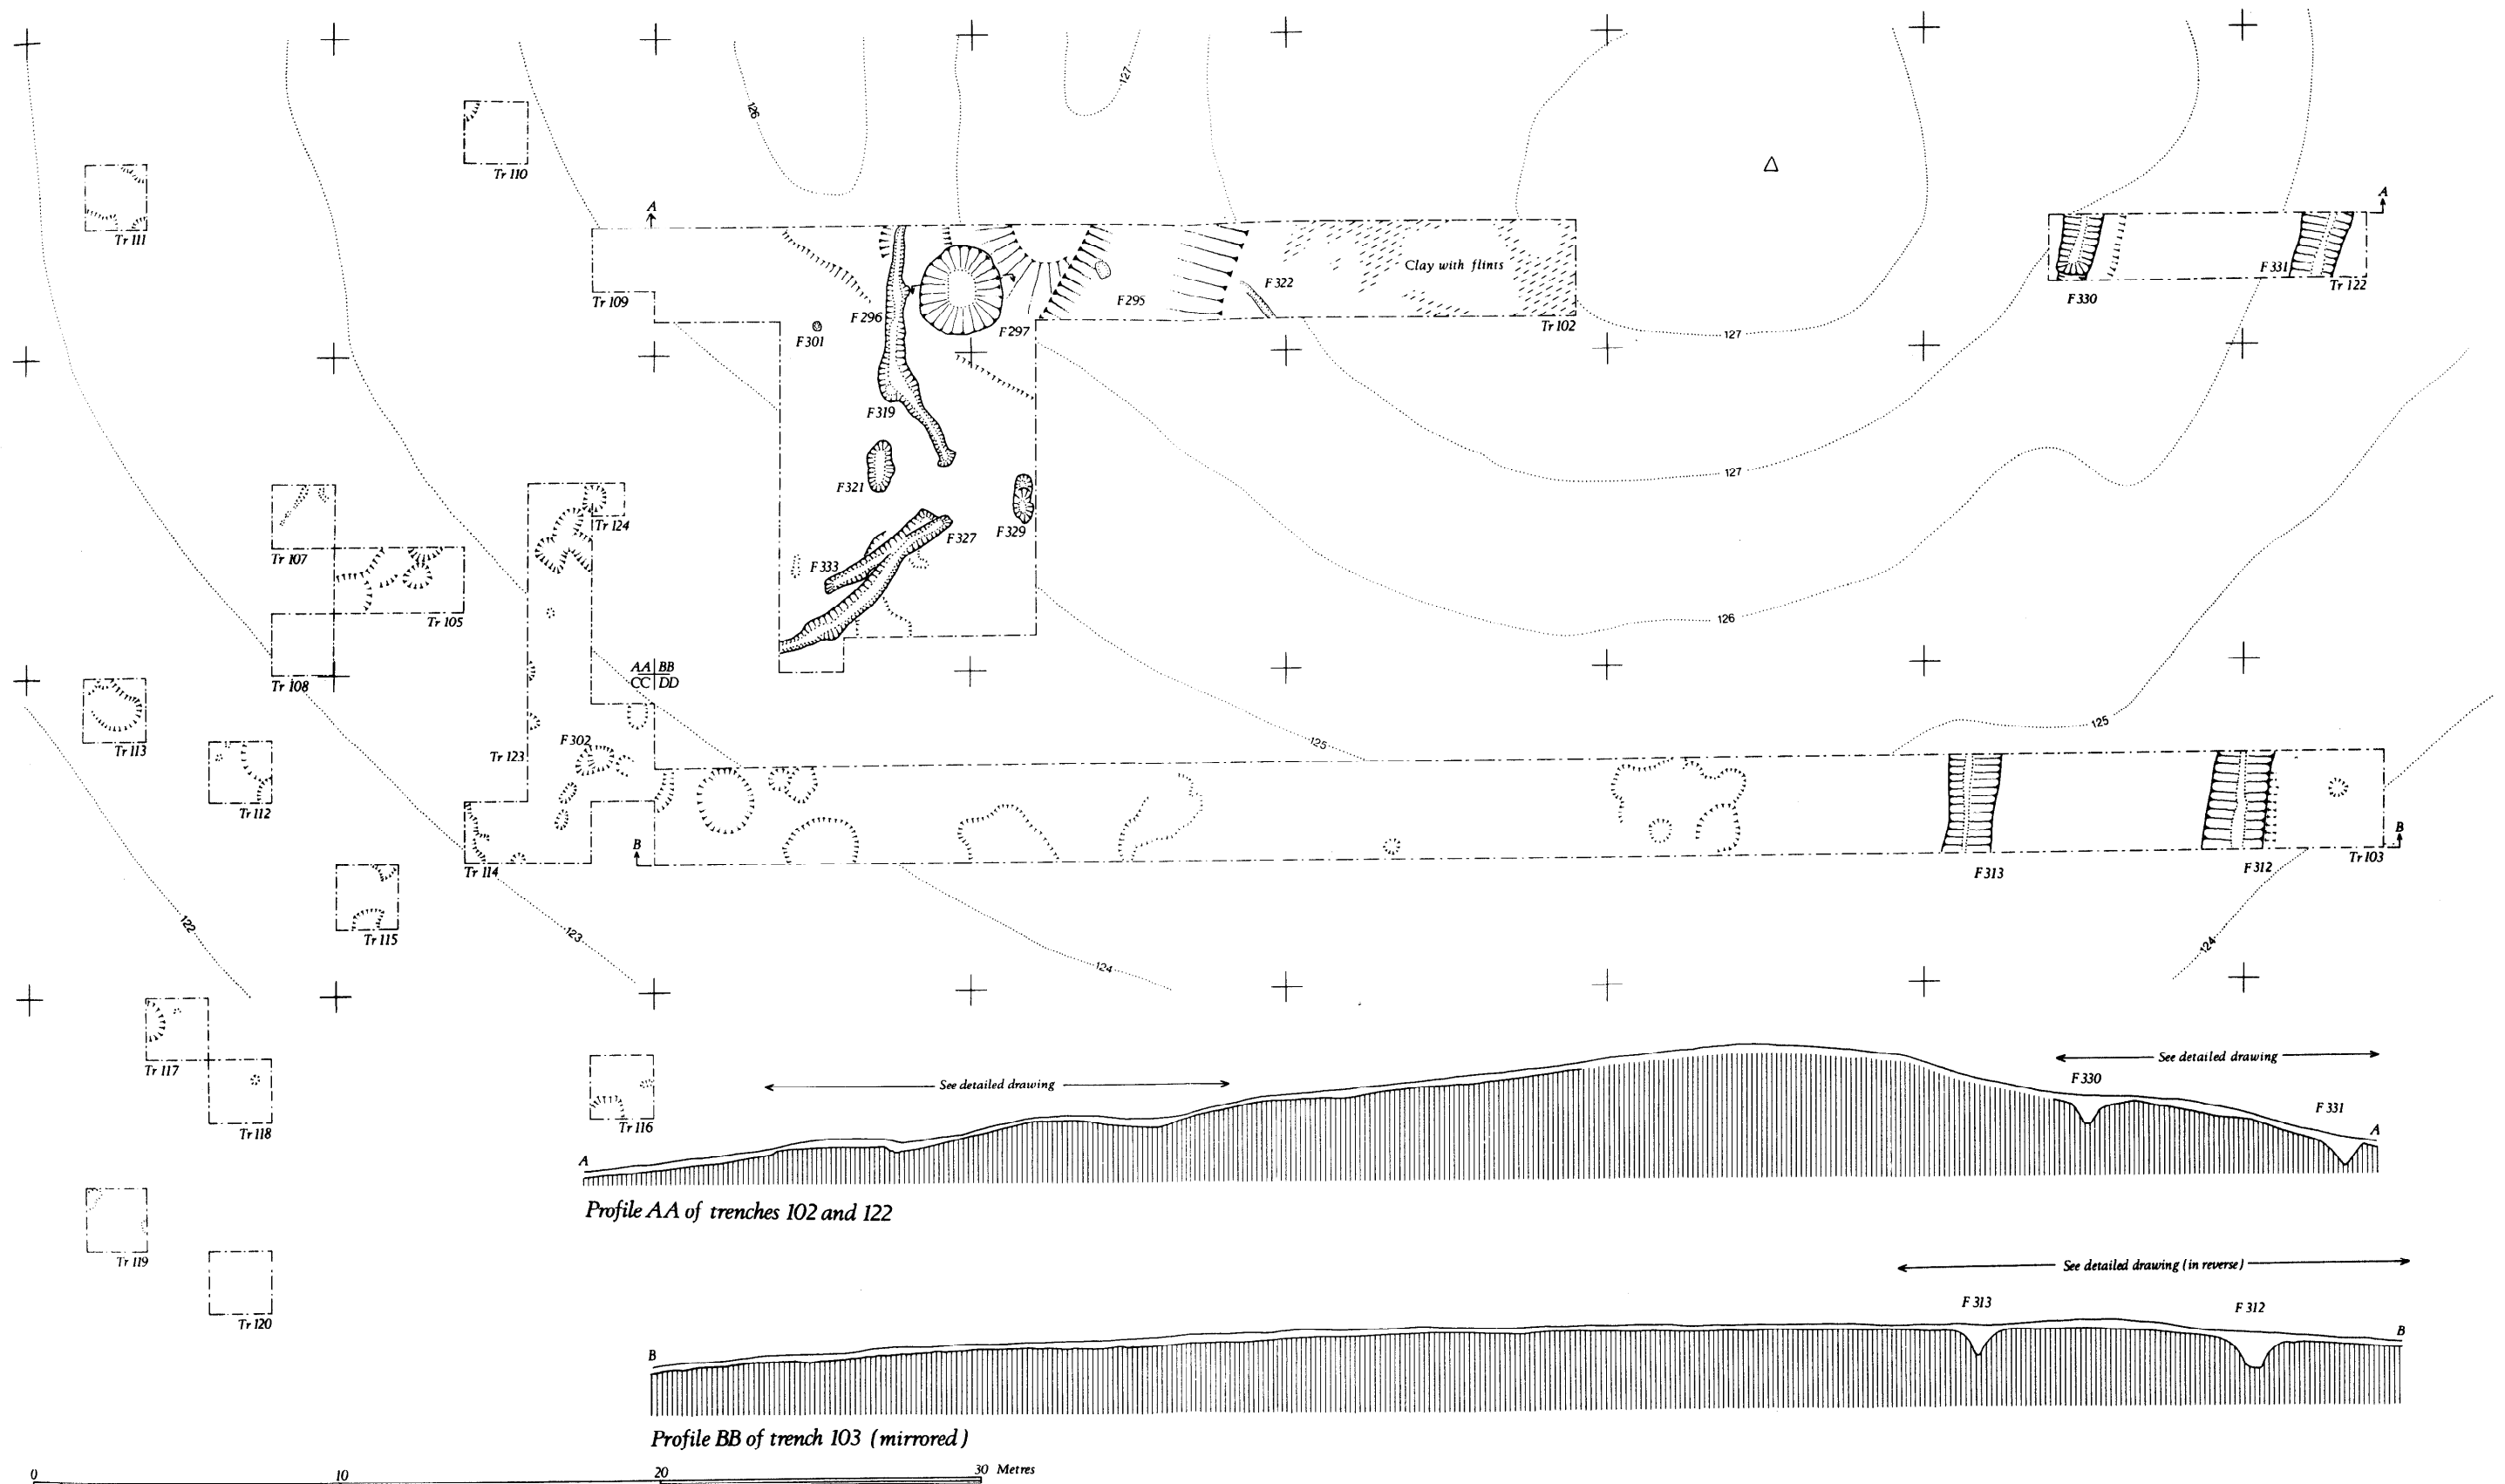 127
126
Tr 110
Tr 111
A
A
Clay with flints
F 322
F 295
F 331
Tr 122
F 330
Tr 109
F 296
F 297
F 301
Tr 102
127
F 319
127
F 321
F 329
Tr 124
F 327
Tr 107
F 333
Tr 105
126
AA BB
CC DD
Tr 108
125
125
F 302
Tr 113
Tr 123
Tr 112
B
B
Tr 114
F 313
F 312
Tr 103
122
Tr 115
123
124
124
Tr 117
See detailed drawing
See detailed drawing
F 330
F 331
Tr 118
Tr 116
A
A
Profile AA of trenches 102 and 122
Tr 119
See detailed drawing (in reverse)
F 313
F 312
Tr 120
B
B
Profile BB of trench 103 (mirrored)
0 10 20 30 Metres